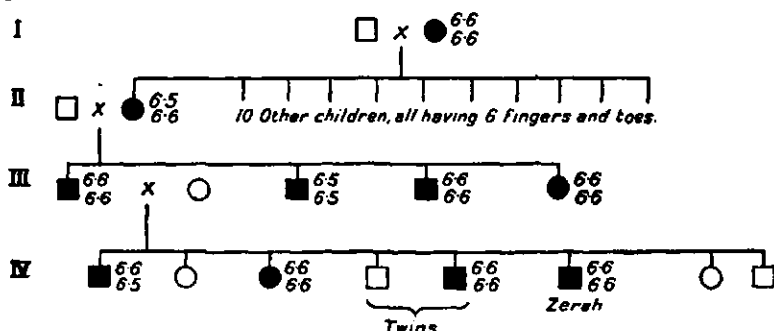 I x 6·6
6·6
II x 6·5
6·6 10 Other children, all having 6 fingers and toes.
III 6·6 x 6·5 6·6 6·6
6·6 6·5 6·6 6·6
IV 6·6 6·6 6·6 6·6
6·5 6·6 6·6 6·6
Zerah
Twins